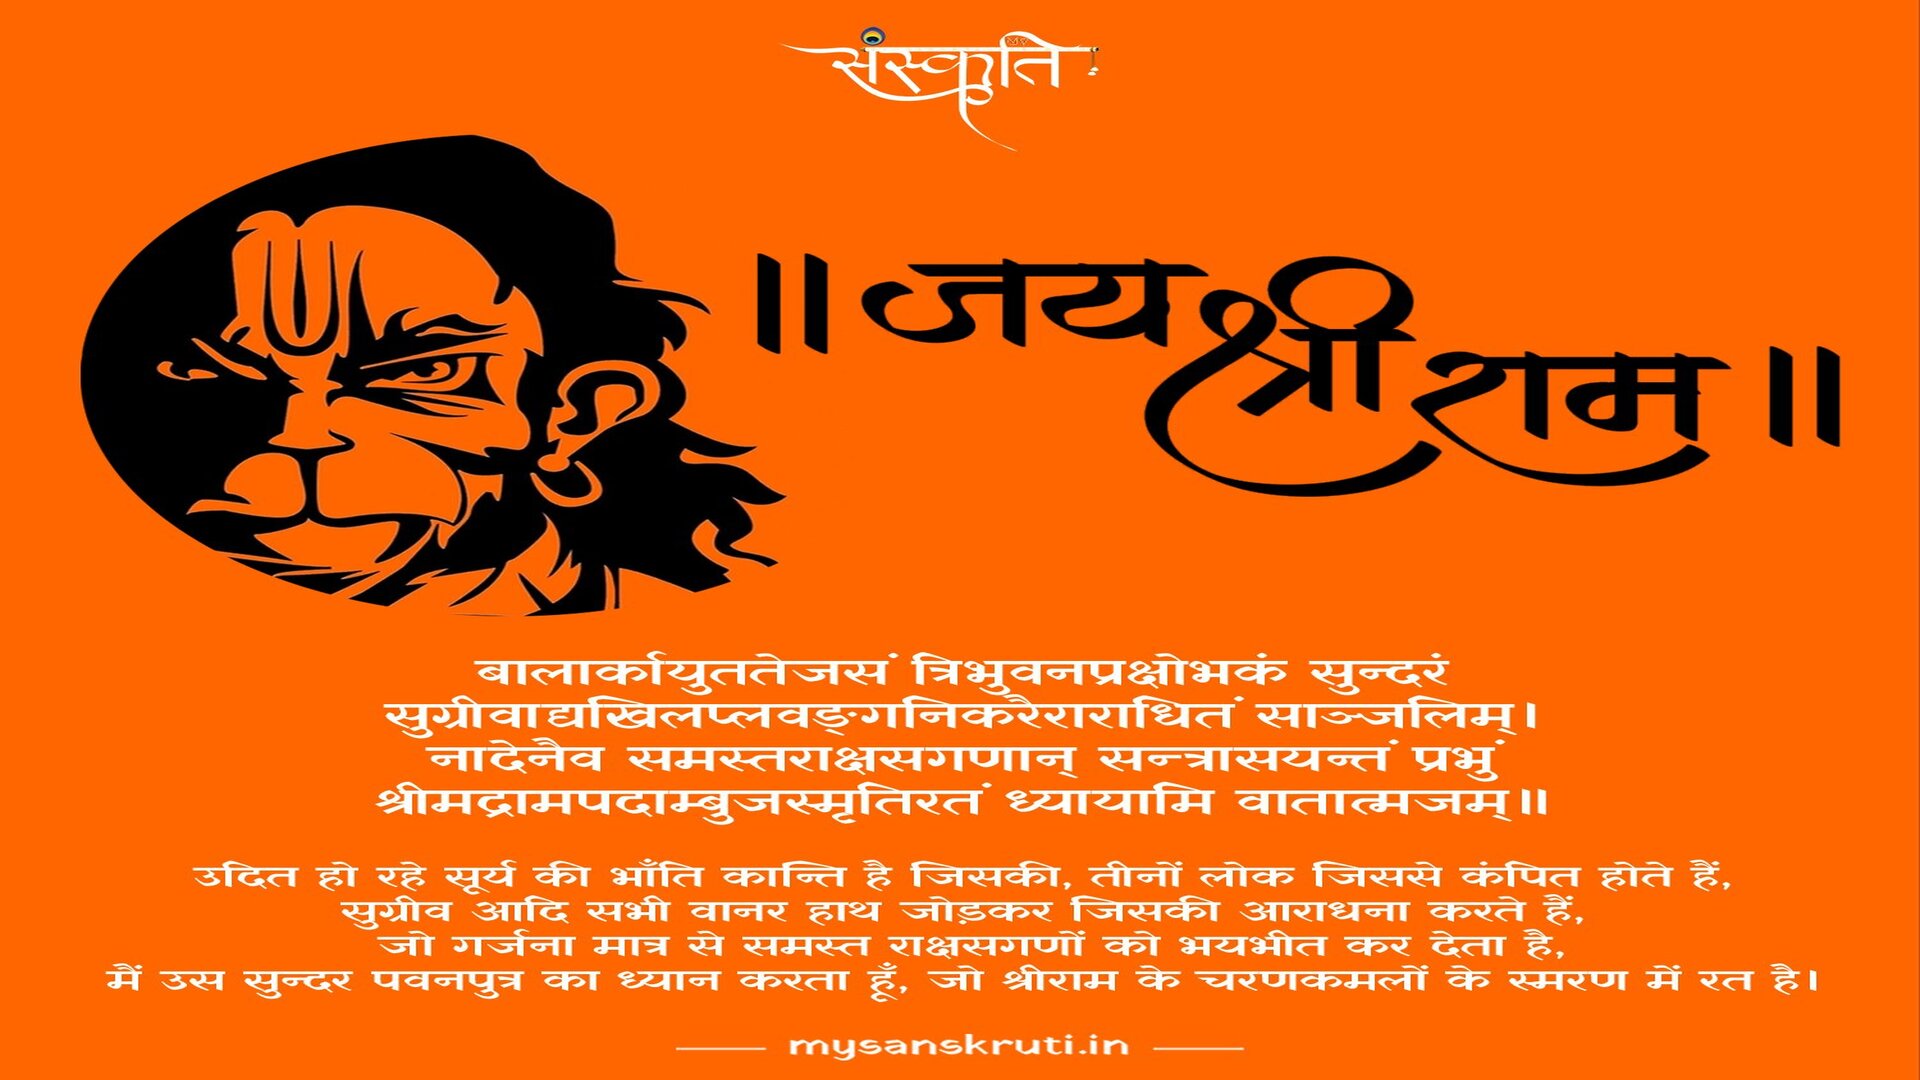 संस्कृति
॥ जय श्री राम ॥
बालार्कायुततेजसं त्रिभुवनप्रक्षोभकं सुन्दरं
सुग्रीवाद्यखिलप्लवङ्गनिकरैराराधितं साञ्जलिम्।
नादेनैव समस्तराक्षसगणान् सन्त्रासयन्तं प्रभुं
श्रीमद्रामपदाम्बुजस्मृतिरतं ध्यायामि वातात्मजम्॥
उदित हो रहे सूर्य की भाँति कान्ति है जिसकी, तीनों लोक जिससे कंपित होते हैं,
सुग्रीव आदि सभी वानर हाथ जोड़कर जिसकी आराधना करते हैं,
जो गर्जना मात्र से समस्त राक्षसगणों को भयभीत कर देता है,
मैं उस सुन्दर पवनपुत्र का ध्यान करता हूँ, जो श्रीराम के चरणकमलों के स्मरण में रत है।
mysanskruti.in